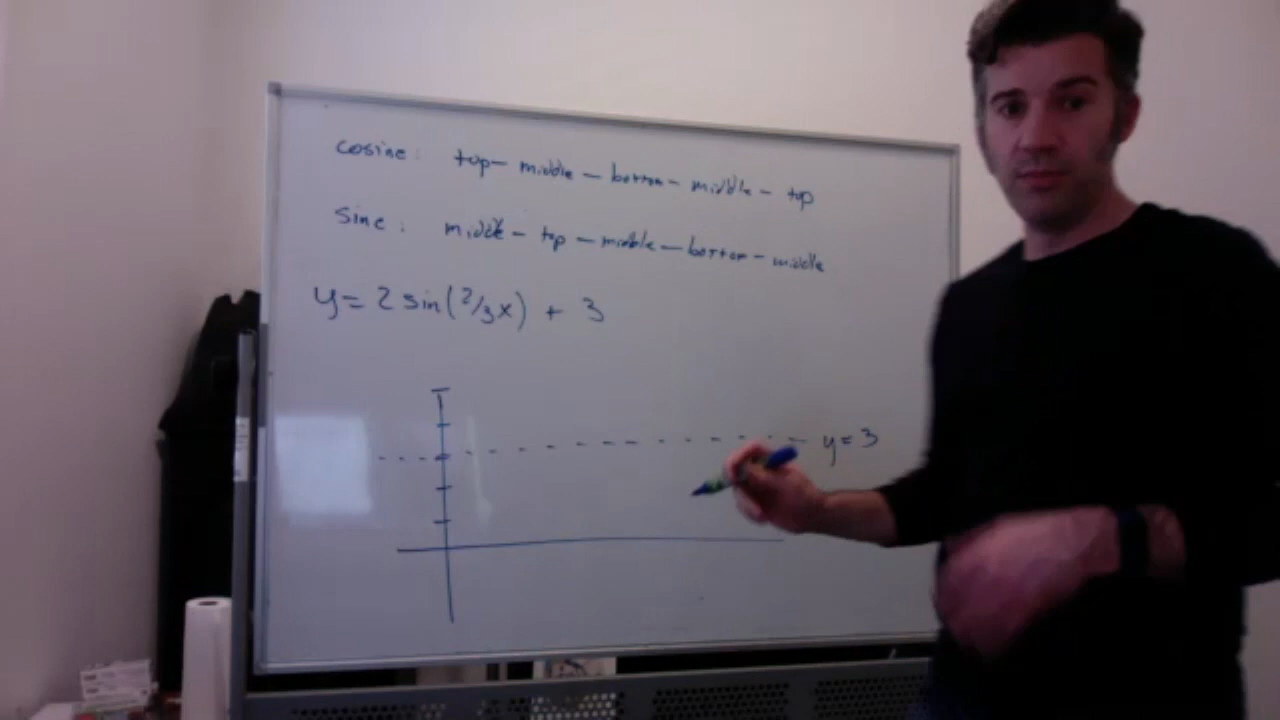 cosine: top - middle - bottom - middle - top
sine: middle - top - middle - bottom - middle
y = 2 sin(2/3x) + 3
y = 3